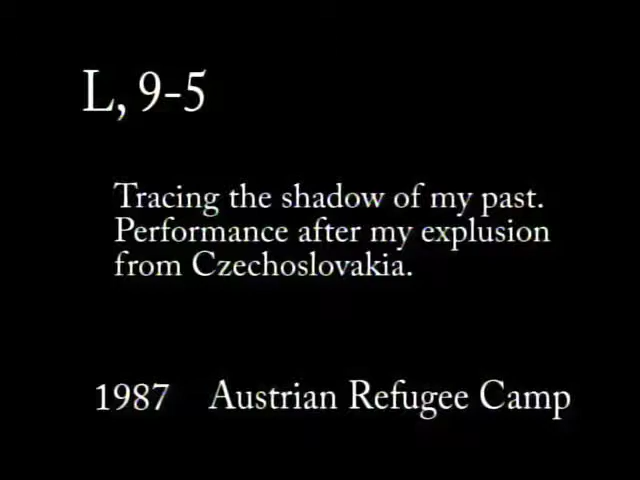 L, 9-5
Tracing the shadow of my past.
Performance after my explusion
from Czechoslovakia.
1987 Austrian Refugee Camp